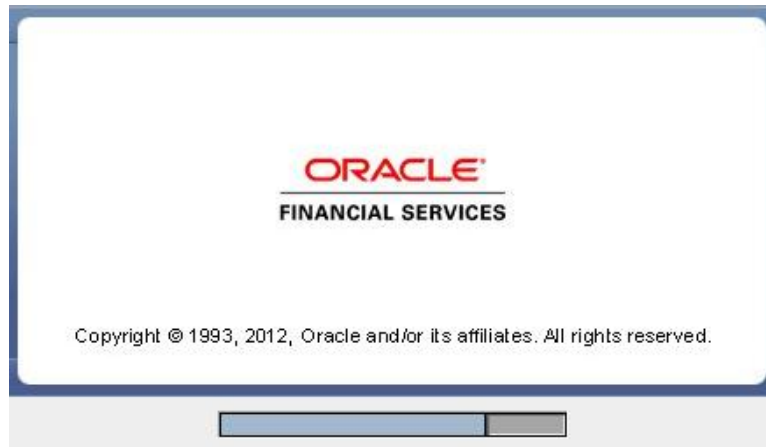 ORACLE®
FINANCIAL SERVICES
Copyright © 1993, 2012, Oracle and/or its affiliates. All rights reserved.